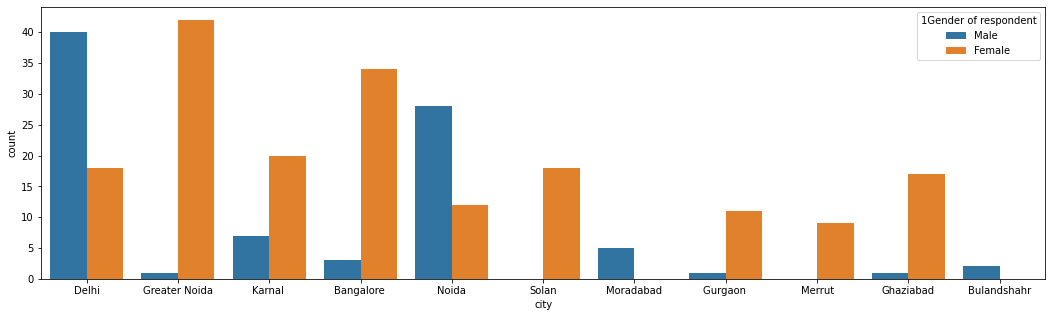 1Gender of respondent
Male
Female
count
40
35
30
25
20
15
10
5
0
Delhi Greater Noida Karnal Bangalore Noida Solan Moradabad Gurgaon Merrut Ghaziabad Bulandshahr
city